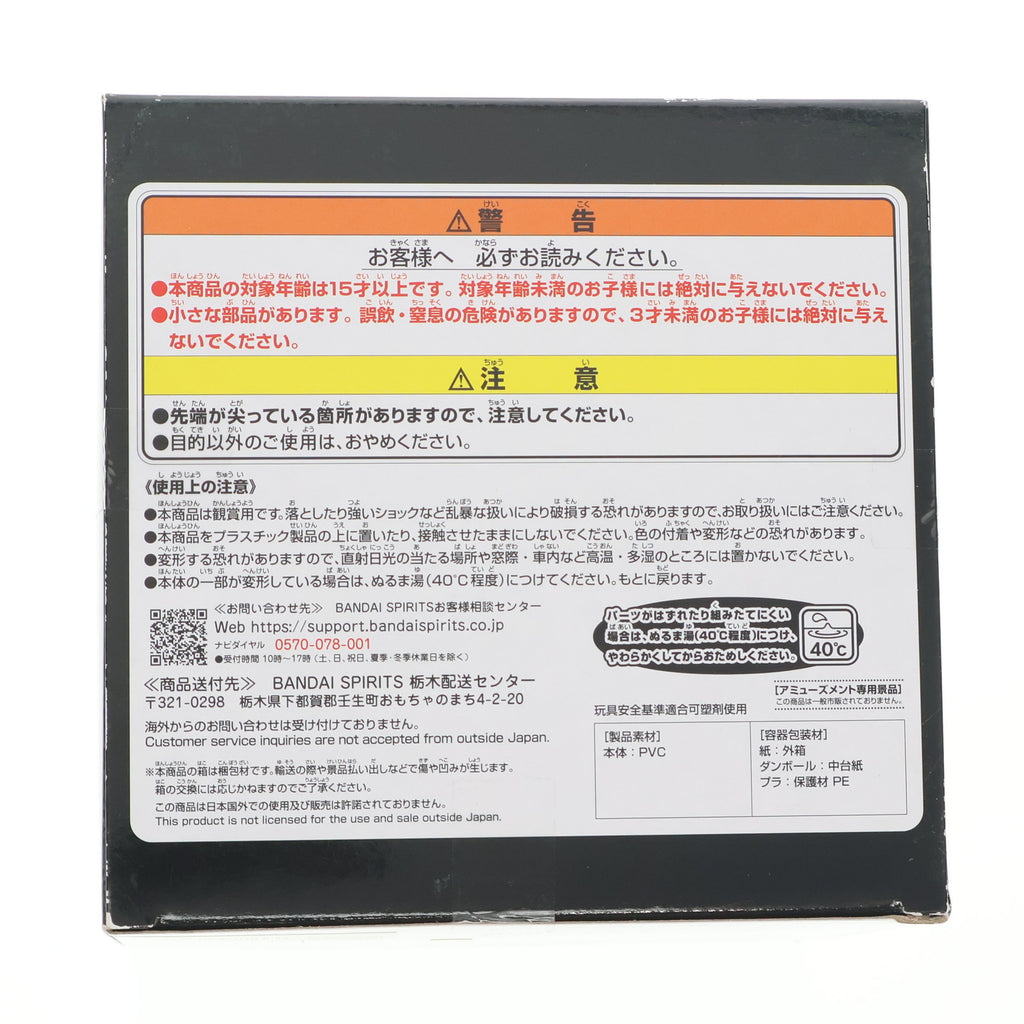 ⚠警告
お客様へ 必ずお読みください。
●本商品の対象年齢は15才以上です。対象年齢未満のお子様には絶対に与えないでください。
●小さな部品があります。誤飲・窒息の危険がありますので、3才未満のお子様には絶対に与え
ないでください。
⚠注意
●先端が尖っている箇所がありますので、注意してください。
●目的以外のご使用は、おやめください。
《使用上の注意》
●本商品は観賞用です。落としたり強いショックなど乱暴な扱いにより破損する恐れがありますので、お取り扱いにはご注意ください。
●本商品をプラスチック製品の上に置いたり、接触させたままにしないでください。色の付着や変形などの恐れがあります。
●変形する恐れがありますので、直射日光の当たる場所や窓際・車内など高温・多湿のところには置かないでください。
●本体の一部が変形している場合は、ぬるま湯(40℃程度)につけてください。もとに戻ります。
≪お問い合わせ先≫ BANDAI SPIRITSお客様相談センター
Web https://support.bandaispirits.co.jp
ナビダイヤル 0570-078-001
●受付時間 10時～17時(土、日、祝日、夏季・冬季休業日を除く)
パーツがはずれたり組みたてにくい
場合は、ぬるま湯(40℃程度)につけ、
やわらかくしてからおためしください。
40℃
≪商品送付先≫ BANDAI SPIRITS 栃木配送センター
〒321-0298 栃木県下都賀郡壬生町おもちゃのまち4-2-20
[アミューズメント専用景品]
この商品は一般市販されておりません。
海外からのお問い合わせは受け付けておりません。
Customer service inquiries are not accepted from outside Japan.
※本商品の箱は梱包材です。輸送の際や景品払い出しなどで傷や凹みが生じます。
箱の交換には応じかねますのでご了承ください。
この商品は日本国外での使用及び販売は許諾されておりません。
This product is not licensed for the use and sale outside Japan.
玩具安全基準適合可塑剤使用
[製品素材]
本体:PVC
[容器包装材]
紙:外箱
ダンボール:中台紙
プラ:保護材 PE